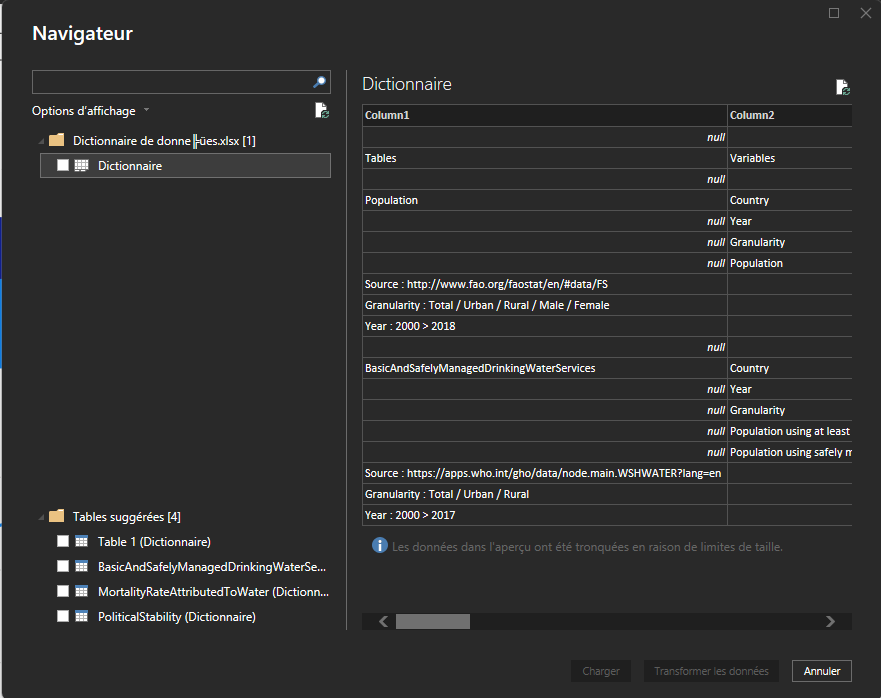 Navigateur
Options d'affichage
Dictionnaire de donne╠ües.xlsx [1]
Dictionnaire
Tables suggérées [4]
Table 1 (Dictionnaire)
BasicAndSafelyManagedDrinkingWaterSe...
MortalityRateAttributedToWater (Dictionn...
PoliticalStability (Dictionnaire)
Dictionnaire
Column1 Column2
null
Tables Variables
null
Population Country
null Year
null Granularity
null Population
Source : http://www.fao.org/faostat/en/#data/FS
Granularity : Total / Urban / Rural / Male / Female
Year : 2000 > 2018
null
BasicAndSafelyManagedDrinkingWaterServices Country
null Year
null Granularity
null Population using at least
null Population using safely m
Source : https://apps.who.int/gho/data/node.main.WSHWATER?lang=en
Granularity : Total / Urban / Rural
Year : 2000 > 2017
Les données dans l'aperçu ont été tronquées en raison de limites de taille.
Charger Transformer les données Annuler